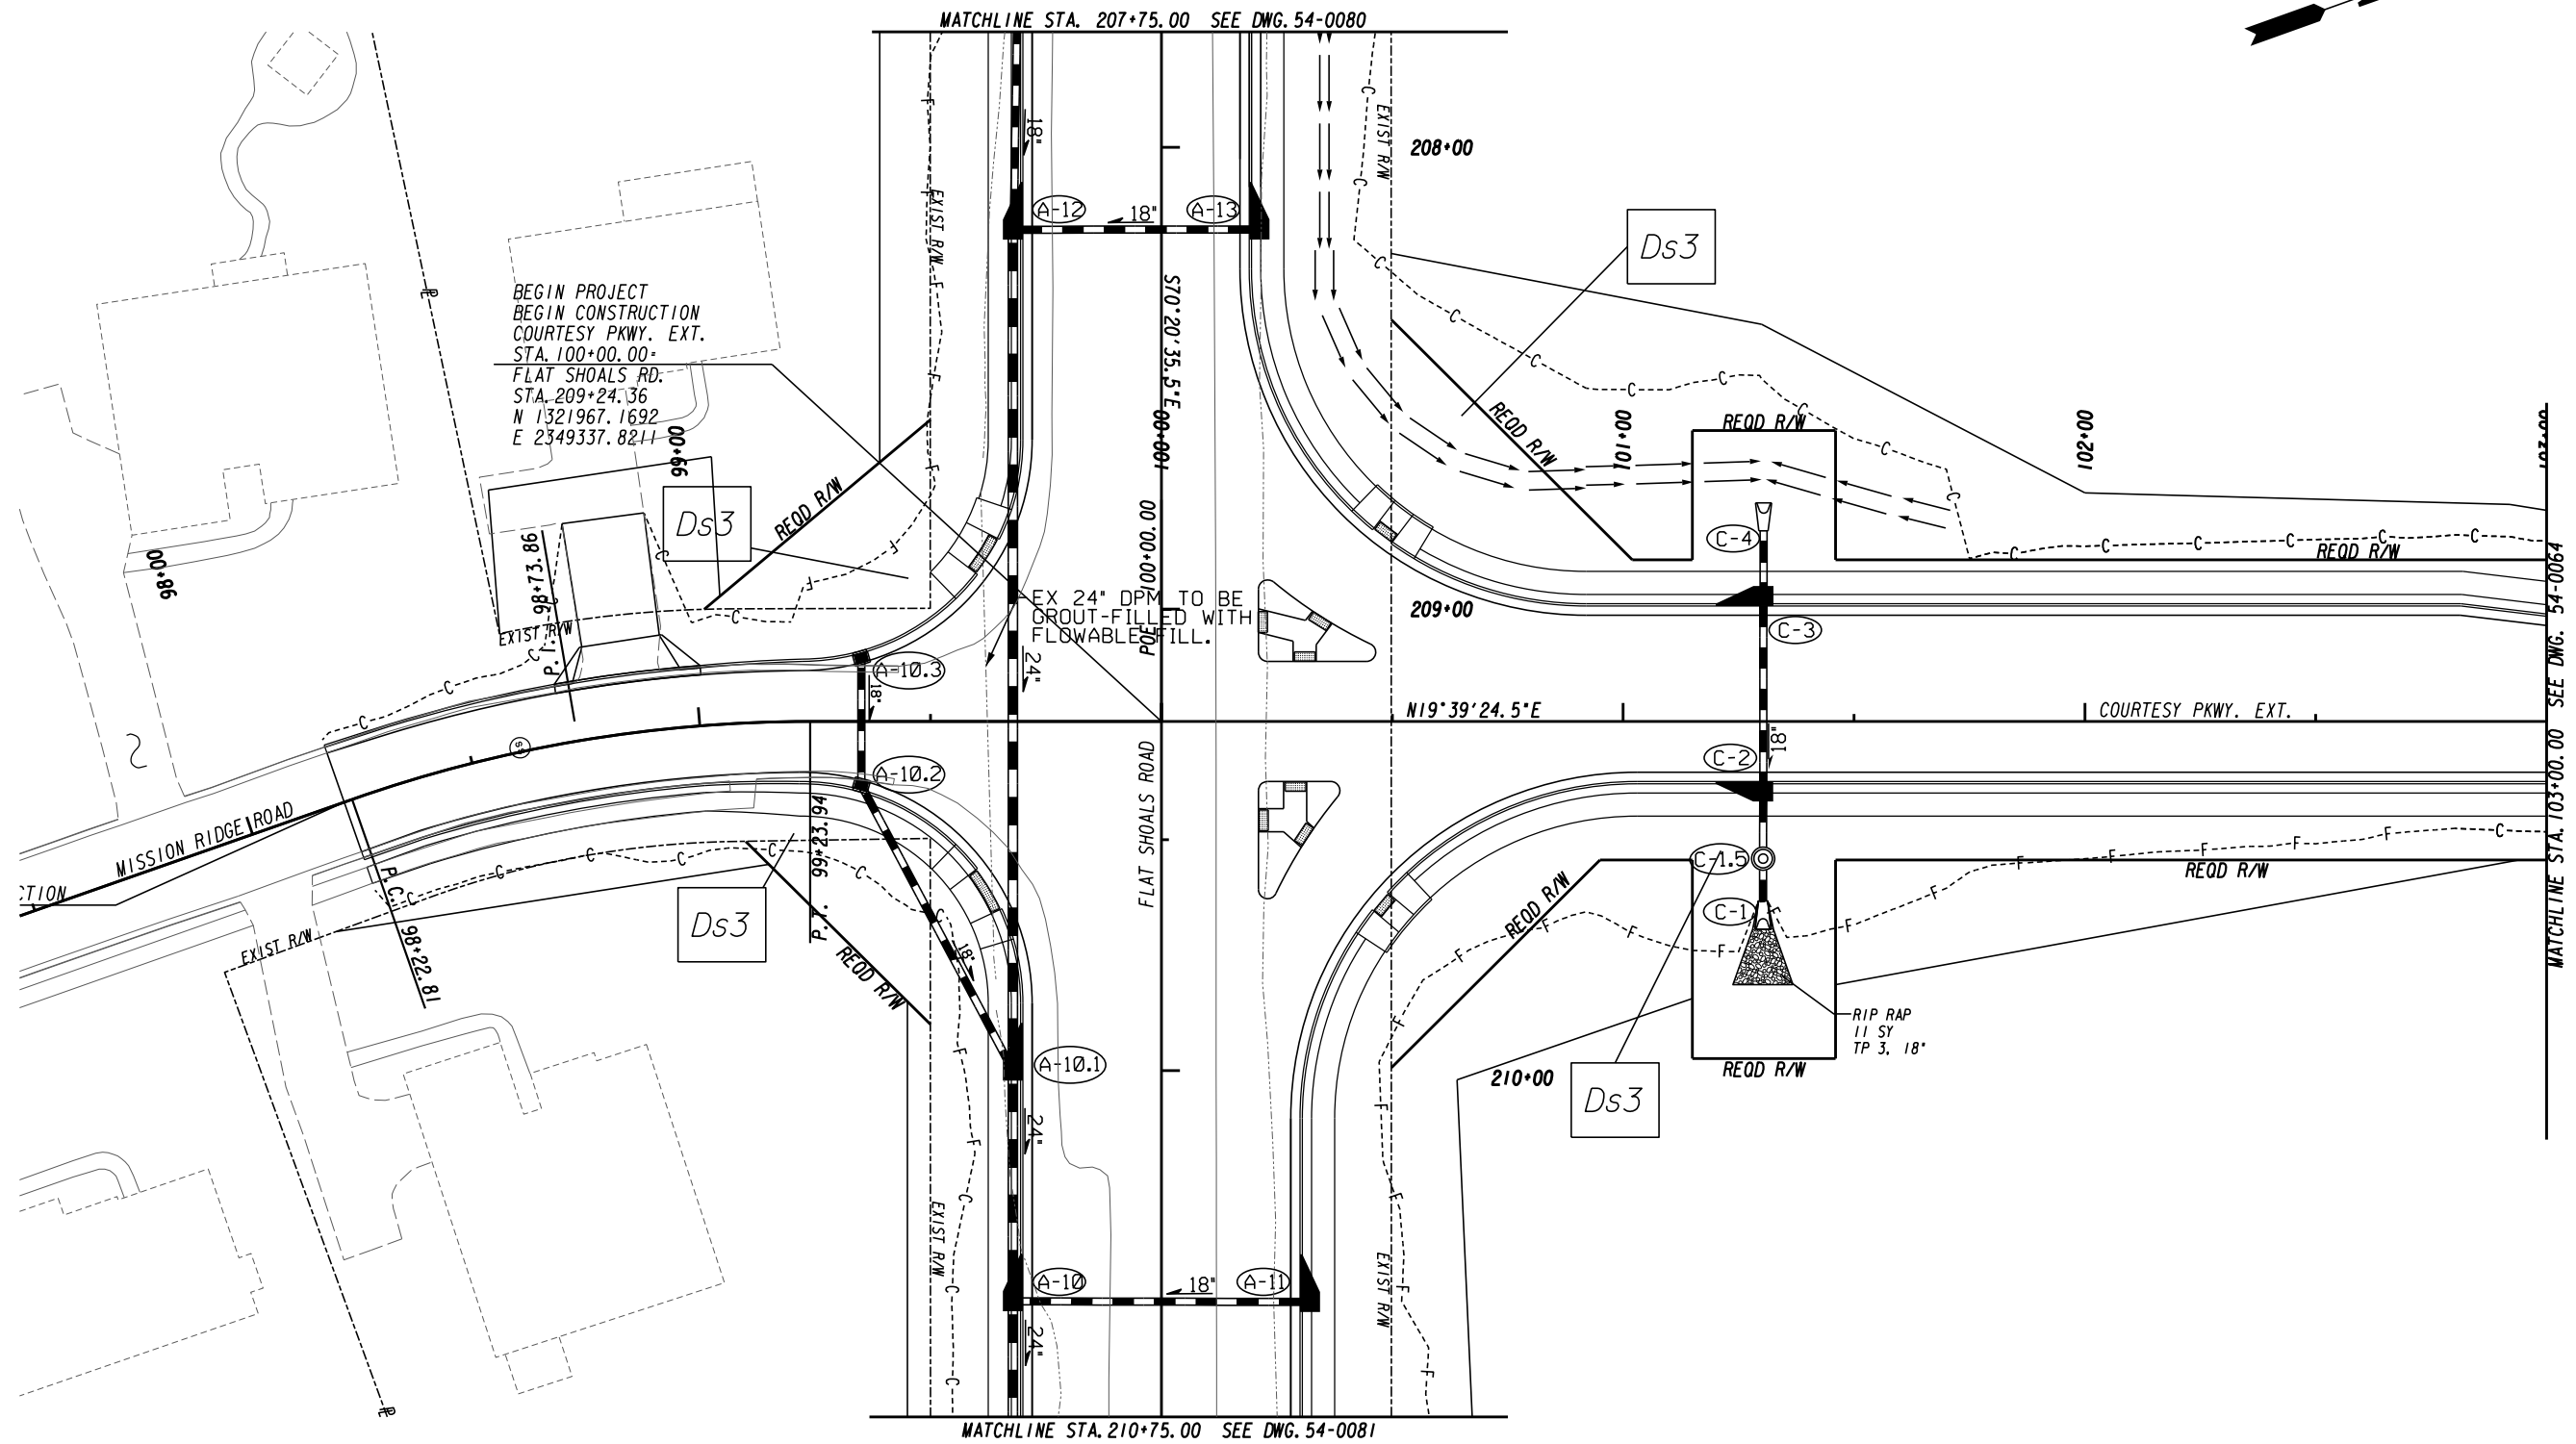 MATCHLINE STA. 207+75.00 SEE DWG. 54-0080
18"
EXIST R/W
208+00
A-12
18"
A-13
EXIST R/W
Ds3
P
L
BEGIN PROJECT
BEGIN CONSTRUCTION
COURTESY PKWY. EXT.
STA. 100+00.00=
FLAT SHOALS RD.
STA. 209+24.36
N 1321967.1692
E 2349337.8211
S70°20'35.5"E
99+00
100+00
101+00
102+00
REQD R/W
REQD R/W
Ds3
REQD R/W
98+00
P.I. 98+73.86
EXIST R/W
EX 24" DPM TO BE
GROUT-FILLED WITH
FLOWABLE FILL.
POE 100+00.00
209+00
C-4
REQD R/W
C-3
A-10.3
18"
24"
N19°39'24.5"E
COURTESY PKWY. EXT.
SS
A-10.2
FLAT SHOALS ROAD
C-2
18"
MISSION RIDGE ROAD
CTION
P.C. 98+22.81
P.T. 99+23.94
C-1.5
REQD R/W
MATCHLINE STA. 103+00.00 SEE DWG. 54-0064
EXIST R/W
Ds3
REQD R/W
18"
REQD R/W
C-1
RIP RAP
11 SY
TP 3, 18"
A-10.1
210+00
REQD R/W
Ds3
24"
EXIST R/W
A-10
18"
A-11
EXIST R/W
24"
P
L
MATCHLINE STA. 210+75.00 SEE DWG. 54-0081